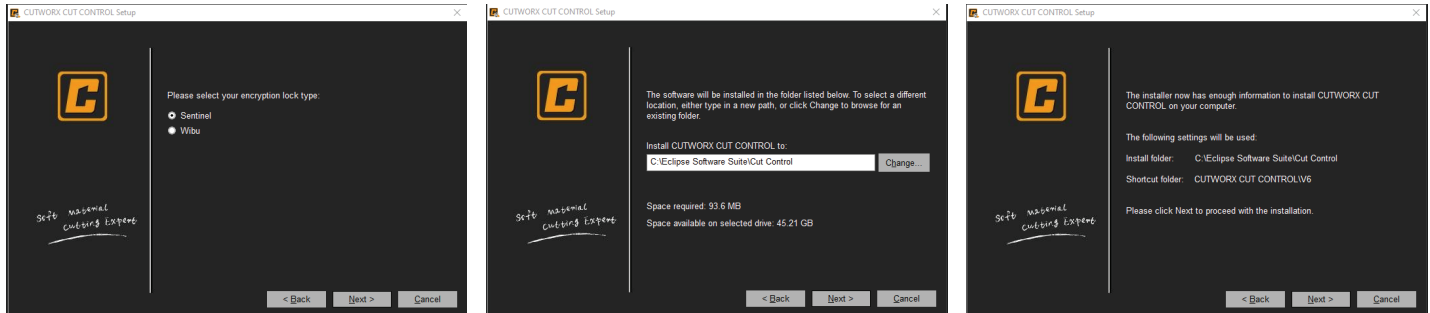 CUTWORX CUT CONTROL Setup
Please select your encryption lock type:
Sentinel
Wibu
Soft material
cutting Expert
< Back
Next >
Cancel
CUTWORX CUT CONTROL Setup
The software will be installed in the folder listed below. To select a different
location, either type in a new path, or click Change to browse for an
existing folder.
Install CUTWORX CUT CONTROL to:
C:\Eclipse Software Suite\Cut Control
Change...
Space required: 93.6 MB
Space available on selected drive: 45.21 GB
Soft material
cutting Expert
< Back
Next >
Cancel
CUTWORX CUT CONTROL Setup
The installer now has enough information to install CUTWORX CUT
CONTROL on your computer.
The following settings will be used:
Install folder: C:\Eclipse Software Suite\Cut Control
Shortcut folder: CUTWORX CUT CONTROL\V6
Please click Next to proceed with the installation.
Soft material
cutting Expert
< Back
Next >
Cancel